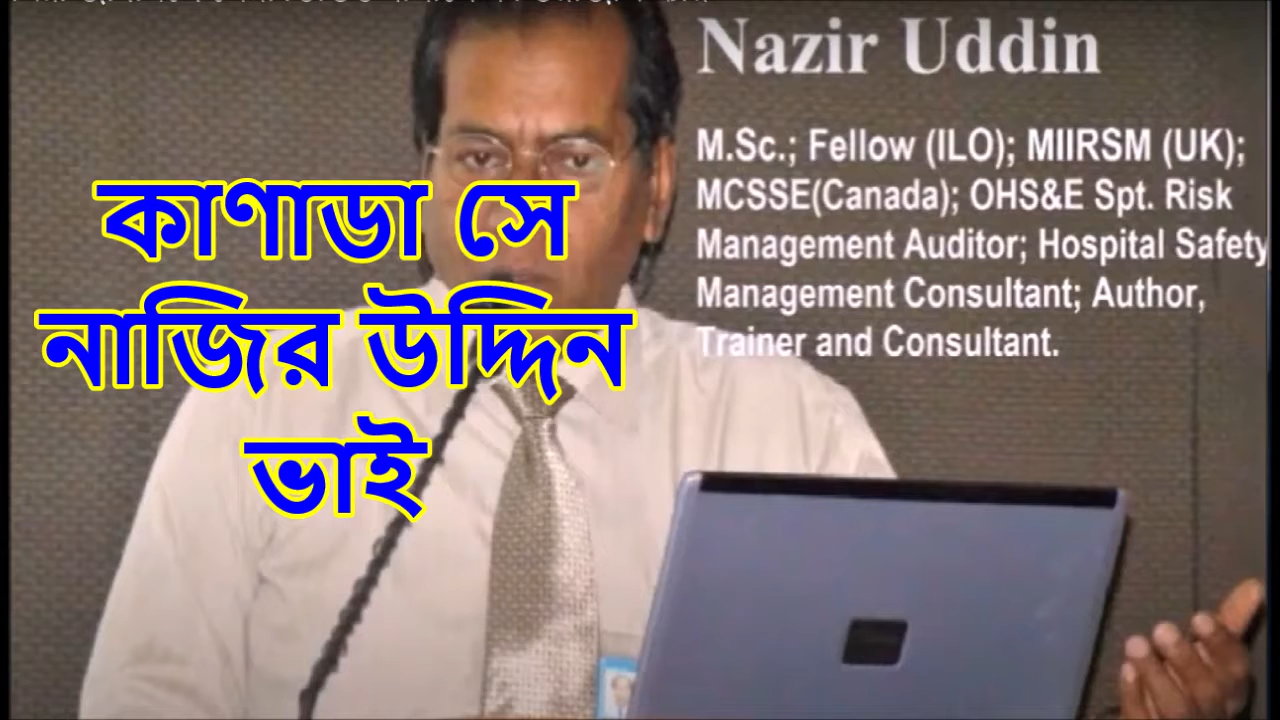 Nazir Uddin
M.Sc.; Fellow (ILO); MIIRSM (UK);
MCSSE(Canada); OHS&E Spt. Risk
Management Auditor; Hospital Safety
Management Consultant; Author,
Trainer and Consultant.
কাণাডা সে
নাজির উদ্দিন
ভাই